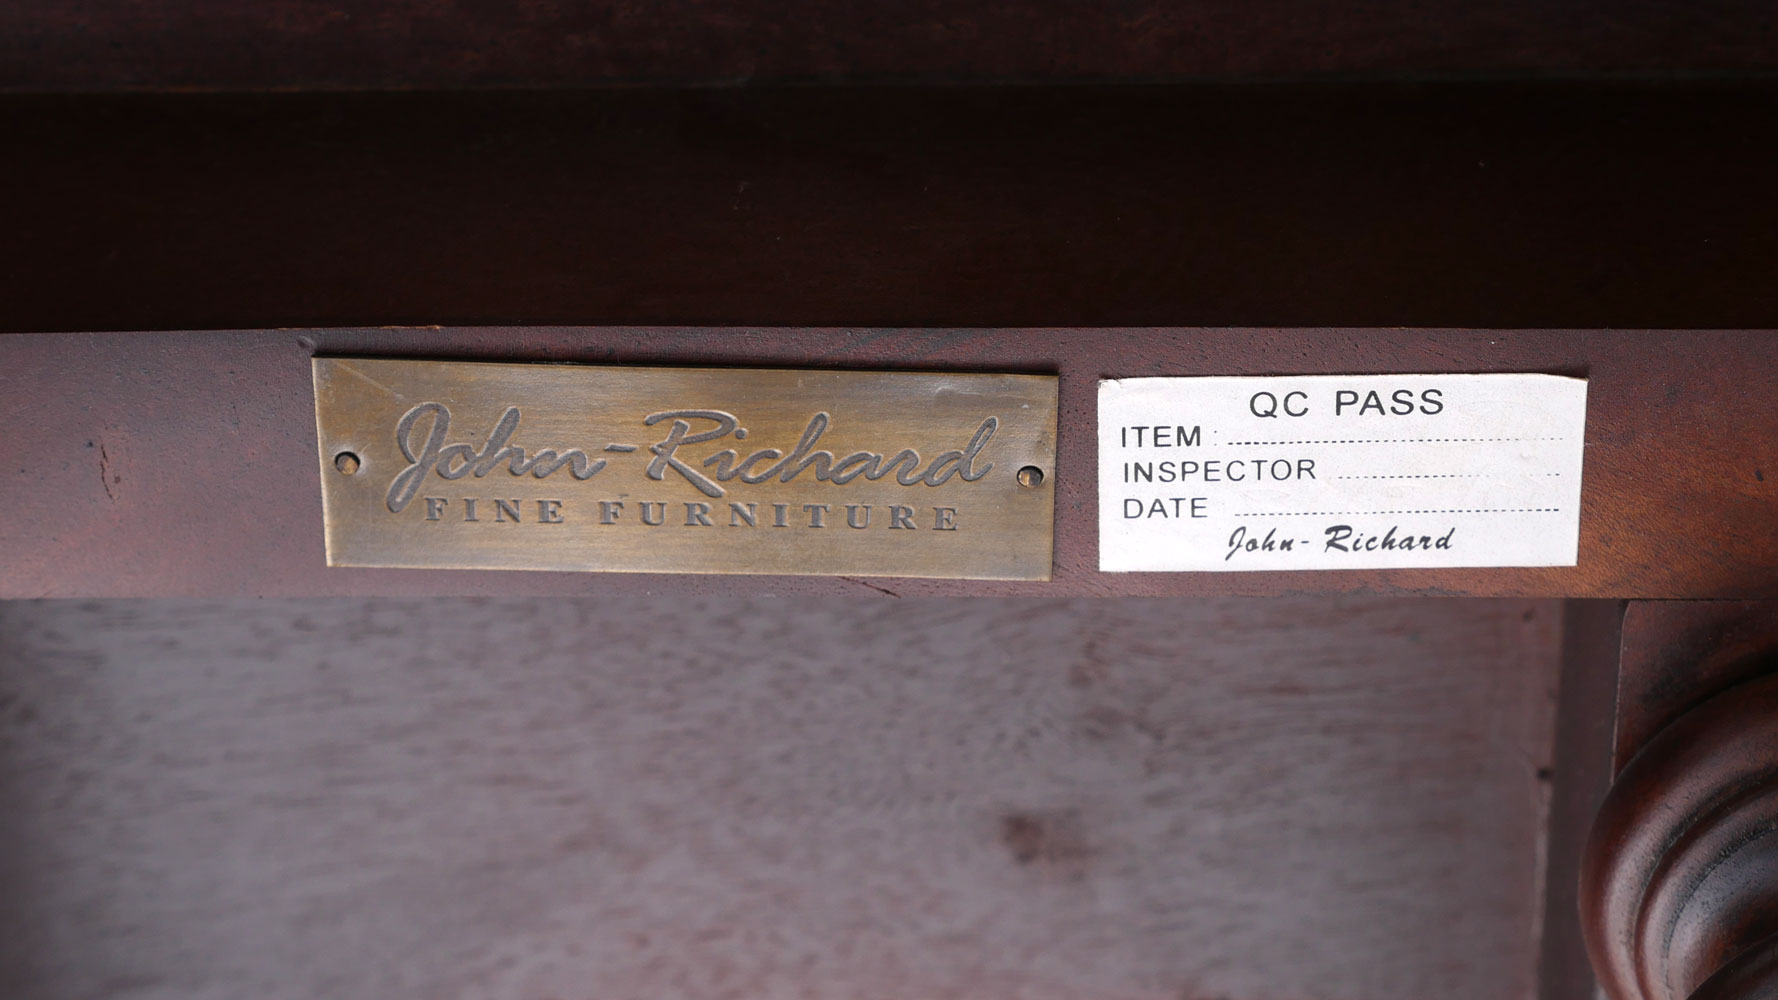 John-Richard
FINE FURNITURE
QC PASS
ITEM :
INSPECTOR
DATE
John-Richard